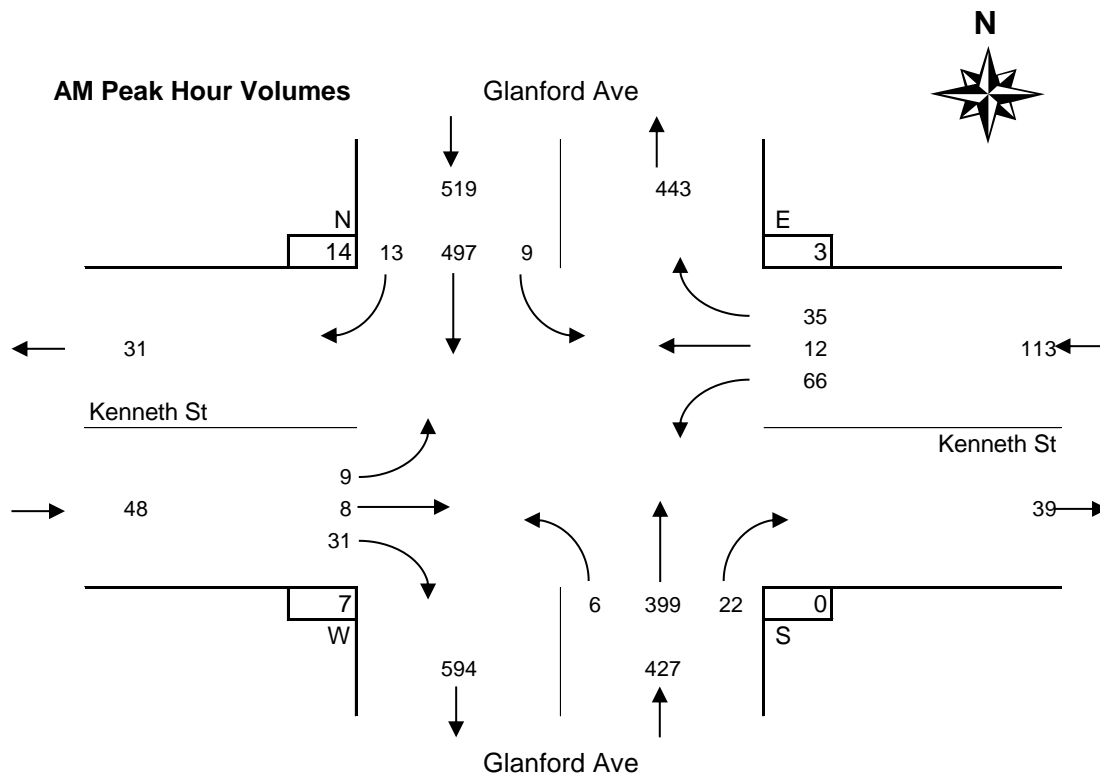 N
AM Peak Hour Volumes Glanford Ave
519 443
N E
14 13 497 9 3
35
31 12 113
66
Kenneth St
Kenneth St
9
48 8 39
31
7 6 399 22 0
W S
594 427
Glanford Ave